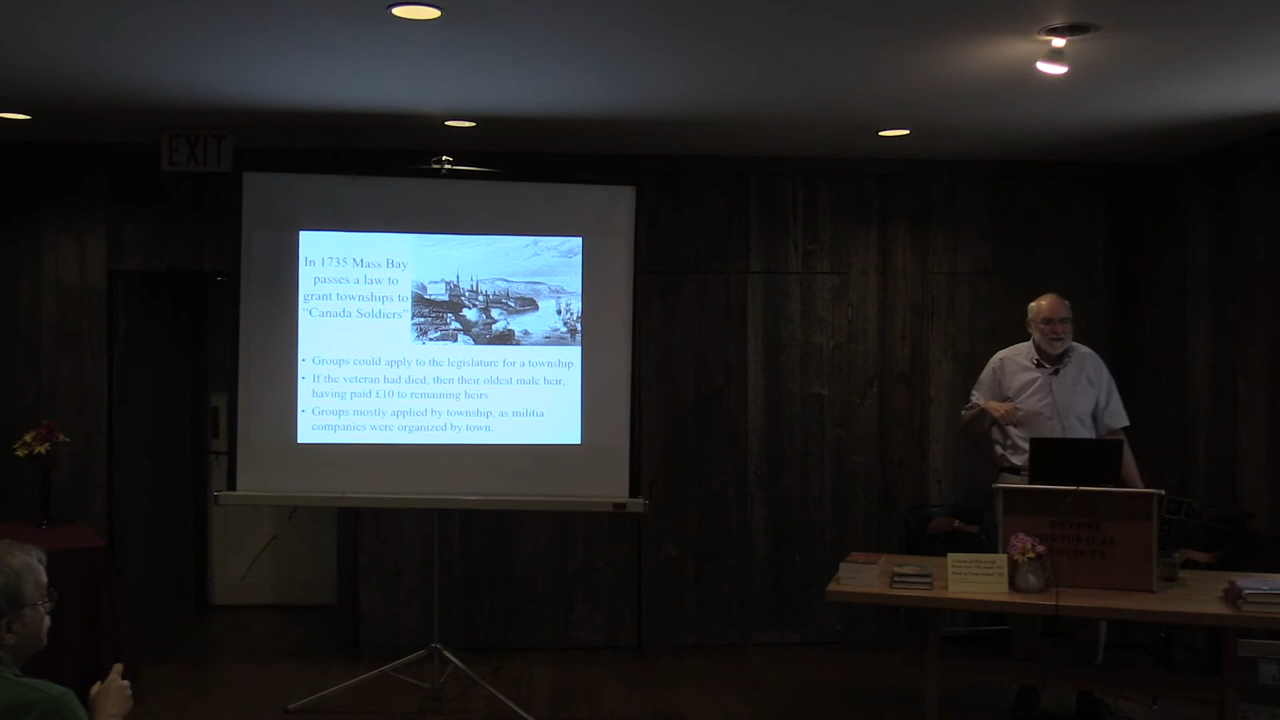 EXIT
In 1735 Mass Bay
passes a law to
grant townships to
“Canada Soldiers”
• Groups could apply to the legislature for a township
• If the veteran had died, then their oldest male heir,
having paid £10 to remaining heirs
• Groups mostly applied by township, as militia
companies were organized by town.
BETHEL
HISTORICAL
SOCIETY